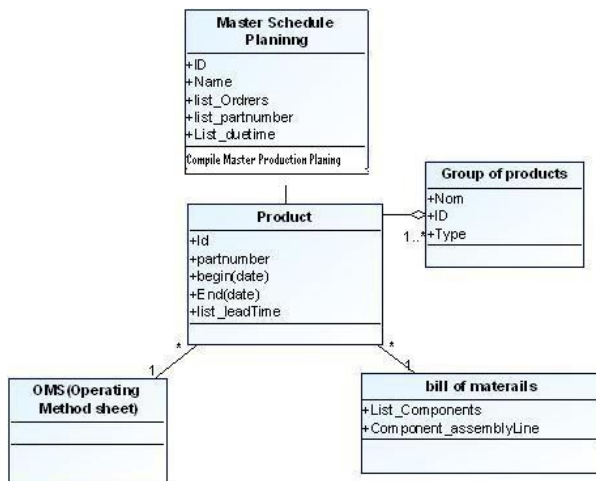 Master Schedule
Planinng
+ID
+Name
+list_Ordrers
+list_partnumber
+List_duetime
Compile Master Production Planing
Group of products
+Nom
+ID
+Type
1..*
Product
+Id
+partnumber
+begin(date)
+End(date)
+list_leadTime
*
*
1
1
OMS(Operating
Method sheet)
bill of materails
+List_Components
+Component_assemblyLine